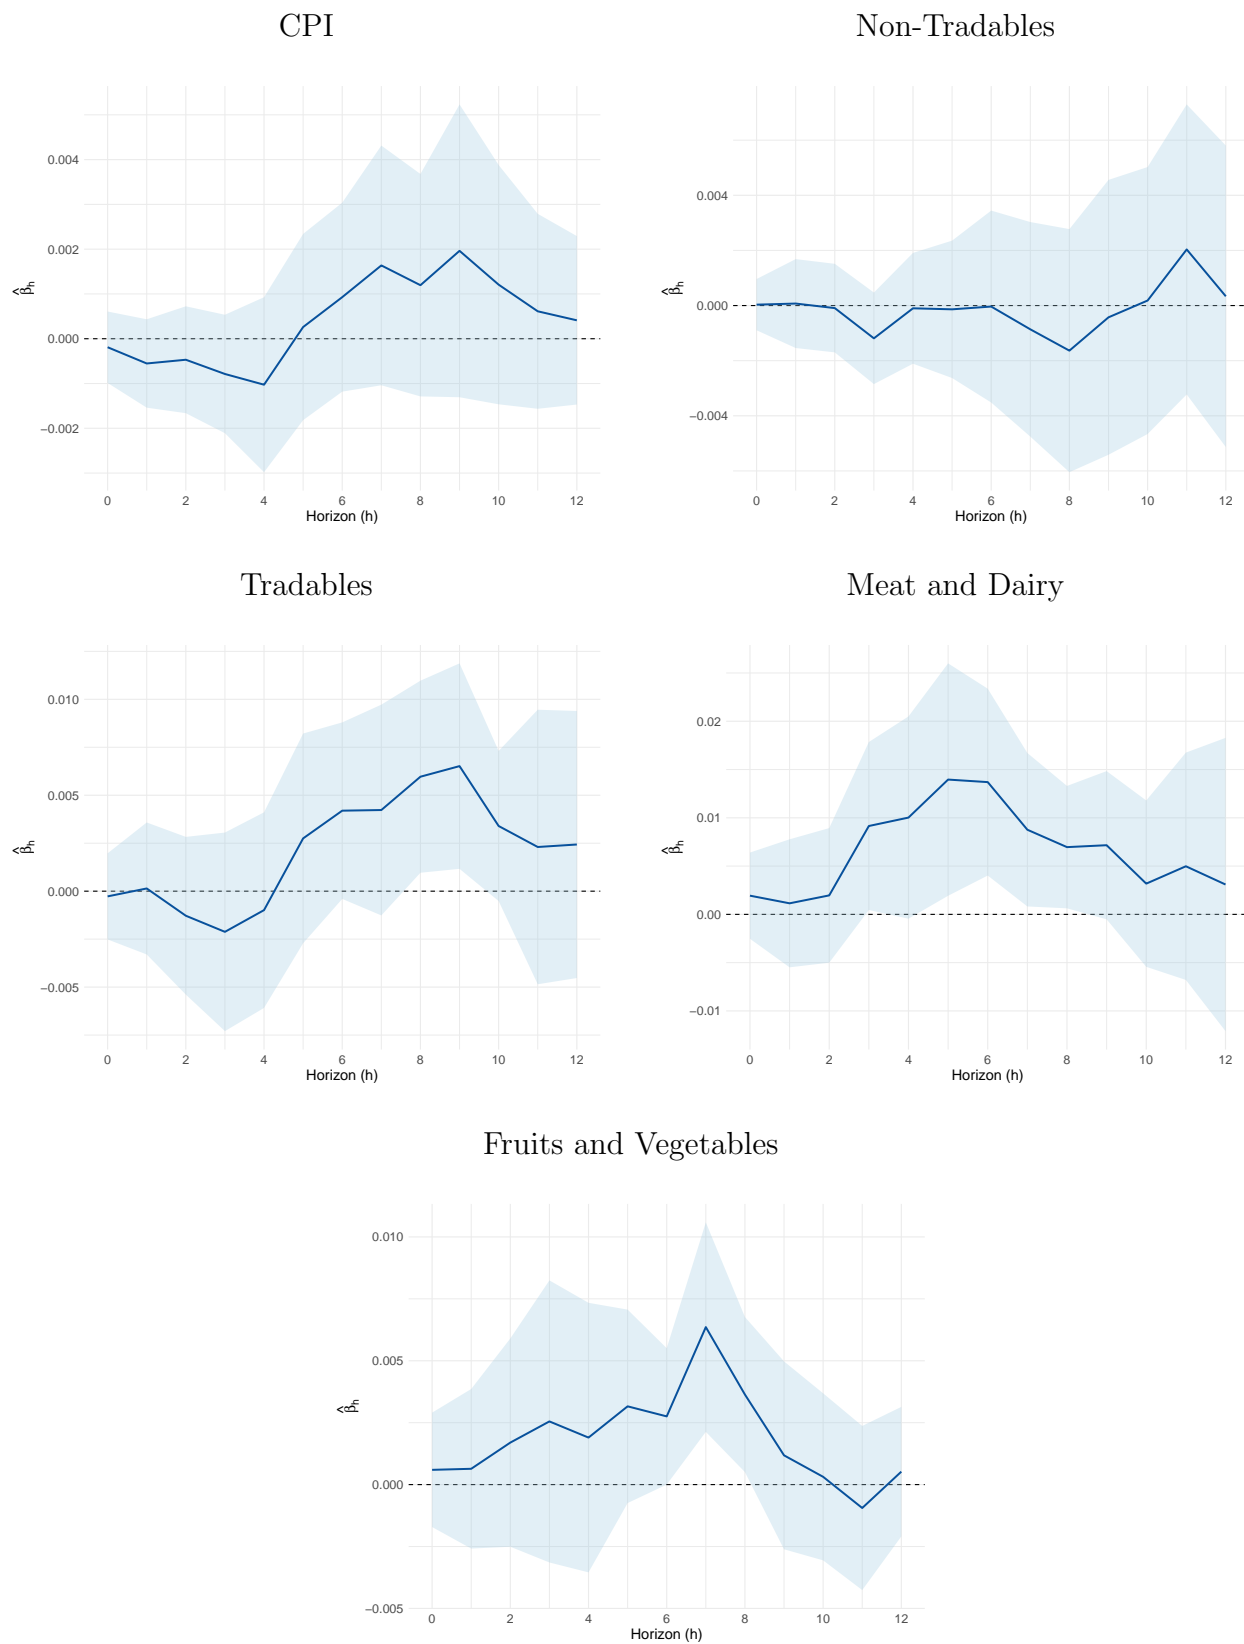 CPI
0.004
0.002
0.000
−0.002
β̂h
0 2 4 6 8 10 12
Horizon (h)
Non-Tradables
0.004
0.000
−0.004
β̂h
0 2 4 6 8 10 12
Horizon (h)
Tradables
0.010
0.005
0.000
−0.005
β̂h
0 2 4 6 8 10 12
Horizon (h)
Meat and Dairy
0.02
0.01
0.00
−0.01
β̂h
0 2 4 6 8 10 12
Horizon (h)
Fruits and Vegetables
0.010
0.005
0.000
−0.005
β̂h
0 2 4 6 8 10 12
Horizon (h)